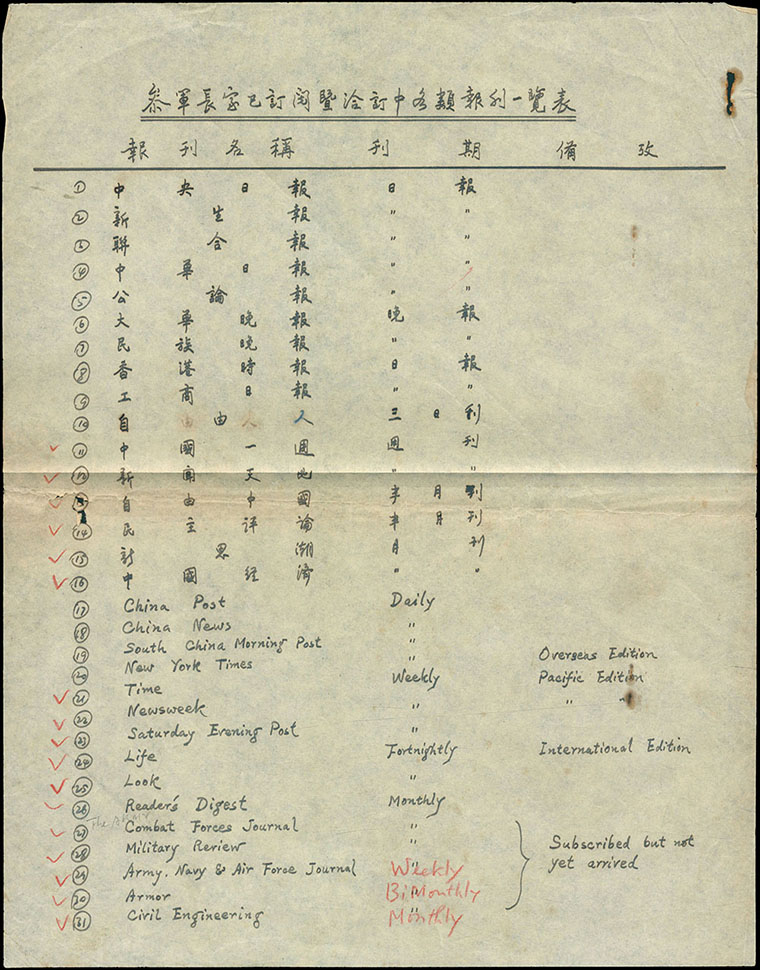 參軍長室已訂閱暨洽訂中各類報刊一覽表
報刊名稱 刊期 備攷
① 中央日報 日報
② 新生報 〃 〃
③ 聯合報 〃 〃
④ 中華日報 〃 〃
⑤ 公論報 〃 〃
⑥ 大華晚報 晚報
⑦ 民族晚報 〃 〃
⑧ 香港時報 日報
⑨ 工商日報 〃 〃
⑩ 自由人 三日刊
✓ ⑪ 中國一週 週刊
✓ ⑫ 新聞天地 〃 〃
✓ ⑬ 自由中國 半月刊
✓ ⑭ 民主評論 半月刊
✓ ⑮ 新思潮 月刊
✓ ⑯ 中國經濟 〃 〃
⑰ China Post Daily
⑱ China News 〃
⑲ South China Morning Post 〃
⑳ New York Times 〃 Overseas Edition
✓ ㉑ Time Weekly Pacific Edition
✓ ㉒ Newsweek 〃 〃 〃
✓ ㉓ Saturday Evening Post 〃
✓ ㉔ Life Fortnightly International Edition
✓ ㉕ Look 〃
✓ ㉖ Reader's Digest Monthly
✓ ㉗ The Combat Forces Journal 〃
✓ ㉘ Military Review 〃
✓ ㉙ Army, Navy & Air Force Journal Weekly
✓ ㉚ Armor Bi Monthly
✓ ㉛ Civil Engineering Monthly
Subscribed but not
yet arrived